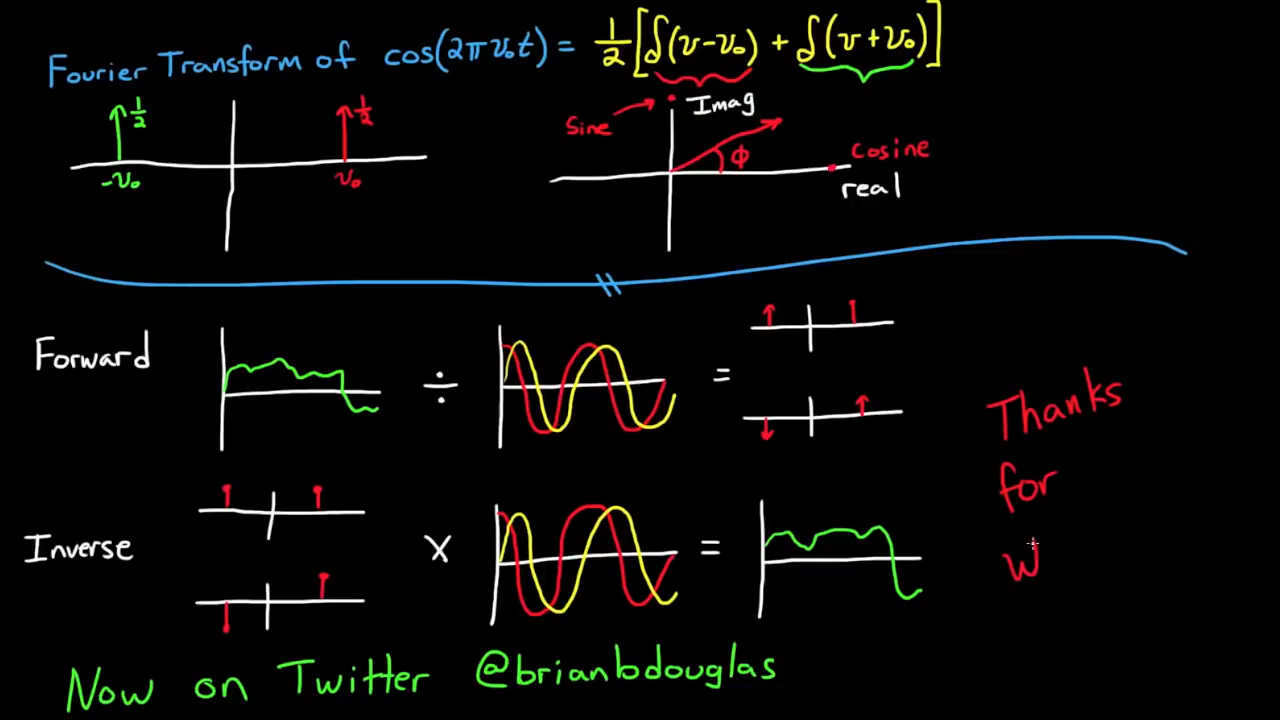 Fourier Transform of cos(2πν₀t) = ½[δ(ν-ν₀) + δ(ν+ν₀)]
½ ½
-ν₀ ν₀
Imag
Sine
ϕ
cosine
real
Forward ÷ =
Thanks
for
W
Inverse X =
Now on Twitter @brianbdouglas